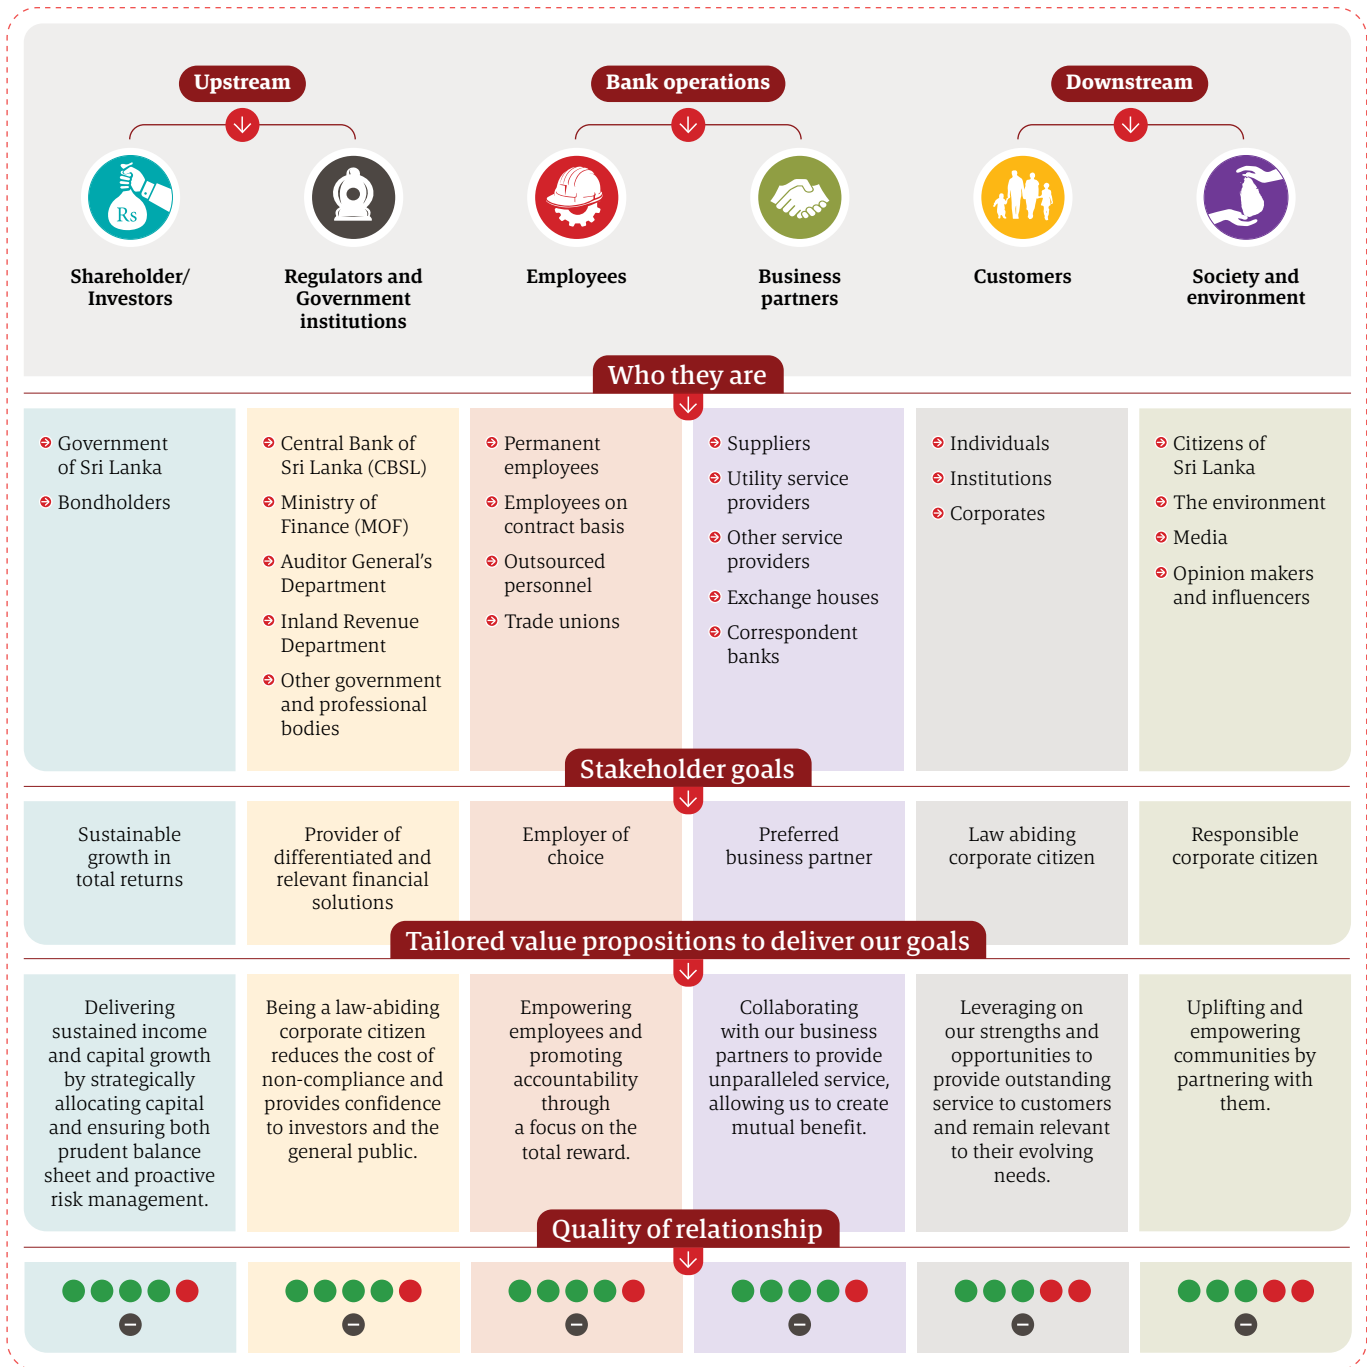 Upstream
Bank operations
Downstream
Rs
Shareholder/
Investors
Regulators and
Government
institutions
Employees
Business
partners
Customers
Society and
environment
Who they are
Government
of Sri Lanka
Bondholders
Central Bank of
Sri Lanka (CBSL)
Ministry of
Finance (MOF)
Auditor General’s
Department
Inland Revenue
Department
Other government
and professional
bodies
Permanent
employees
Employees on
contract basis
Outsourced
personnel
Trade unions
Suppliers
Utility service
providers
Other service
providers
Exchange houses
Correspondent
banks
Individuals
Institutions
Corporates
Citizens of
Sri Lanka
The environment
Media
Opinion makers
and influencers
Stakeholder goals
Sustainable
growth in
total returns
Provider of
differentiated and
relevant financial
solutions
Employer of
choice
Preferred
business partner
Law abiding
corporate citizen
Responsible
corporate citizen
Tailored value propositions to deliver our goals
Delivering
sustained income
and capital growth
by strategically
allocating capital
and ensuring both
prudent balance
sheet and proactive
risk management.
Being a law-abiding
corporate citizen
reduces the cost of
non-compliance and
provides confidence
to investors and the
general public.
Empowering
employees and
promoting
accountability
through
a focus on the
total reward.
Collaborating
with our business
partners to provide
unparalleled service,
allowing us to create
mutual benefit.
Leveraging on
our strengths and
opportunities to
provide outstanding
service to customers
and remain relevant
to their evolving
needs.
Uplifting and
empowering
communities by
partnering with
them.
Quality of relationship